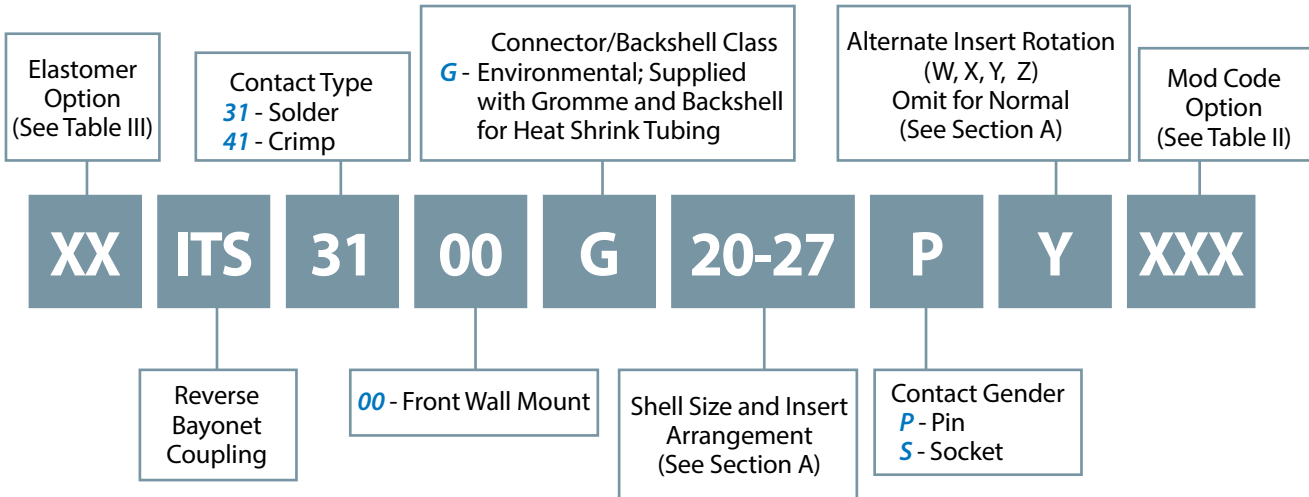 Elastomer
Option
(See Table III)
Contact Type
31 - Solder
41 - Crimp
Connector/Backshell Class
G - Environmental; Supplied
with Gromme and Backshell
for Heat Shrink Tubing
Alternate Insert Rotation
(W, X, Y, Z)
Omit for Normal
(See Section A)
Mod Code
Option
(See Table II)
XX ITS 31 00 G 20-27 P Y XXX
Reverse
Bayonet
Coupling
00 - Front Wall Mount
Shell Size and Insert
Arrangement
(See Section A)
Contact Gender
P - Pin
S - Socket